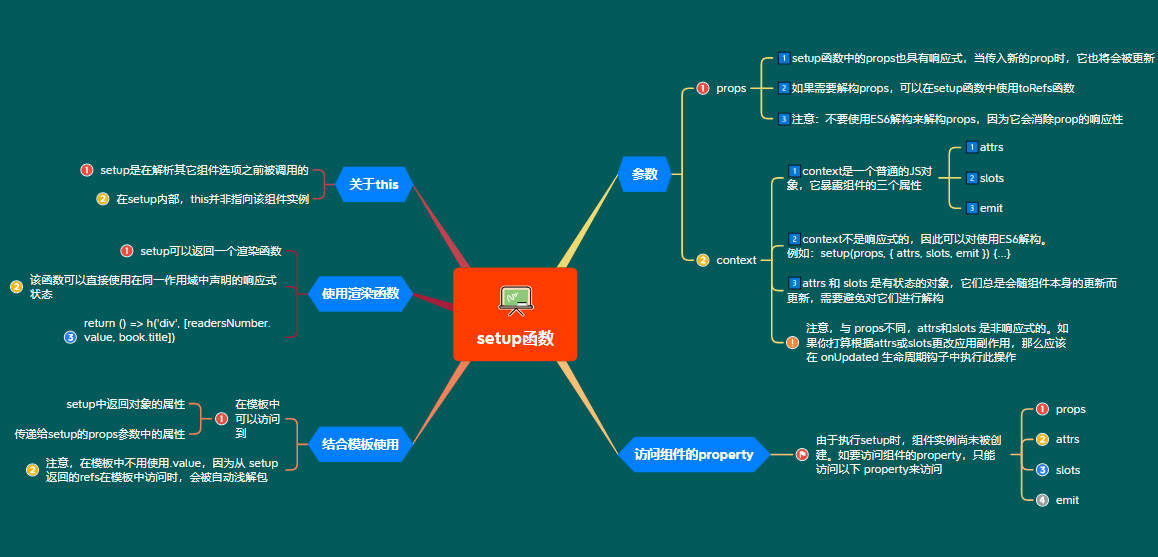 setup函数
参数
1 props
1 setup函数中的props也具有响应式，当传入新的prop时，它也将会被更新
2 如果需要解构props，可以在setup函数中使用toRefs函数
3 注意：不要使用ES6解构来解构props，因为它会消除prop的响应性
2 context
1 context是一个普通的JS对
象，它暴露组件的三个属性
1 attrs
2 slots
3 emit
2 context不是响应式的，因此可以对使用ES6解构。
例如：setup(props, { attrs, slots, emit }) {...}
3 attrs 和 slots 是有状态的对象，它们总是会随组件本身的更新而
更新，需要避免对它们进行解构
! 注意，与 props不同，attrs和slots 是非响应式的。如
果你打算根据attrs或slots更改应用副作用，那么应该
在 onUpdated 生命周期钩子中执行此操作
访问组件的property
由于执行setup时，组件实例尚未被创
建。如要访问组件的property，只能
访问以下 property来访问
1 props
2 attrs
3 slots
4 emit
关于this
1 setup是在解析其它组件选项之前被调用的
2 在setup内部，this并非指向该组件实例
使用渲染函数
1 setup可以返回一个渲染函数
2 该函数可以直接使用在同一作用域中声明的响应式
状态
3 return () => h('div', [readersNumber.
value, book.title])
结合模板使用
1 在模板中
可以访问
到
setup中返回对象的属性
传递给setup的props参数中的属性
2 注意，在模板中不用使用.value，因为从 setup
返回的refs在模板中访问时，会被自动浅解包